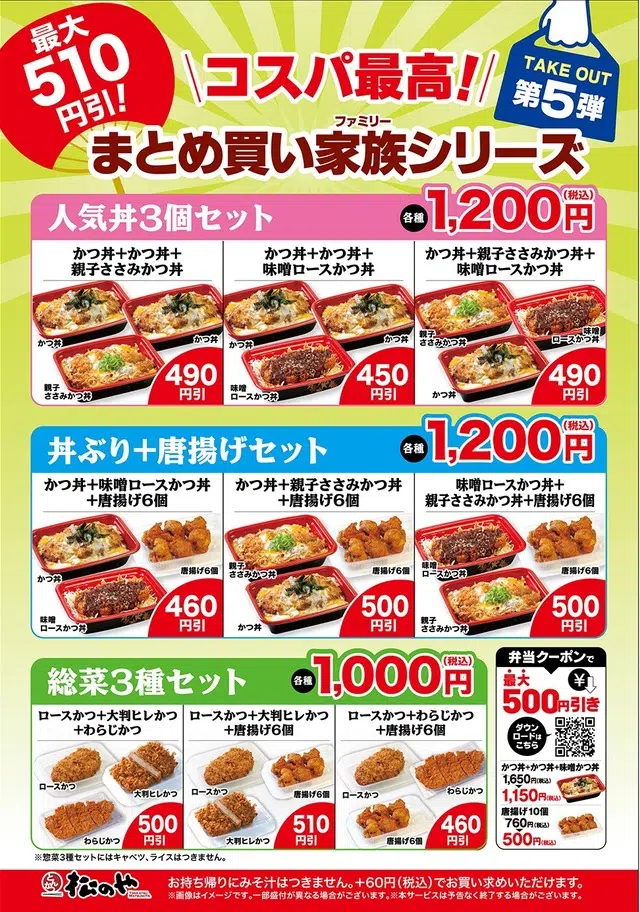 最大
510
円引!
コスパ最高!
TAKE OUT
第5弾
ファミリー
まとめ買い家族シリーズ
人気丼3個セット
各種
1,200円
(税込)
かつ丼+かつ丼+
親子ささみかつ丼
かつ丼
かつ丼
親子
ささみかつ丼
490
円引
かつ丼+かつ丼+
味噌ロースかつ丼
かつ丼
かつ丼
味噌
ロースかつ丼
450
円引
かつ丼+親子ささみかつ丼+
味噌ロースかつ丼
親子
ささみかつ丼
味噌
ロースかつ丼
かつ丼
490
円引
丼ぶり+唐揚げセット
各種
1,200円
(税込)
かつ丼+味噌ロースかつ丼
+唐揚げ6個
かつ丼
唐揚げ6個
味噌
ロースかつ丼
460
円引
かつ丼+親子ささみかつ丼
+唐揚げ6個
親子
ささみかつ丼
唐揚げ6個
かつ丼
500
円引
味噌ロースかつ丼+
親子ささみかつ丼+唐揚げ6個
味噌
ロースかつ丼
唐揚げ6個
親子
ささみかつ丼
500
円引
総菜3種セット
各種
1,000円
(税込)
ロースかつ+大判ヒレかつ
+わらじかつ
ロースかつ
大判ヒレかつ
わらじかつ
500
円引
ロースかつ+大判ヒレかつ
+唐揚げ6個
ロースかつ
唐揚げ6個
大判ヒレかつ
510
円引
ロースかつ+わらじかつ
+唐揚げ6個
ロースかつ
わらじかつ
唐揚げ6個
460
円引
弁当クーポンで
最大
¥
500円引き
ダウン
ロードは
こちら
かつ丼+かつ丼+味噌かつ丼
1,650円(税込)
1,150円(税込)
唐揚げ10個
760円(税込)
500円(税込)
※惣菜3種セットにはキャベツ、ライスはつきません。
松のや
お持ち帰りにみそ汁はつきません。+60円(税込)でお買い求めいただけます。
※画像はイメージです。一部盛付が異なる場合がございます。※本サービスは予告なく終了する場合がございます。